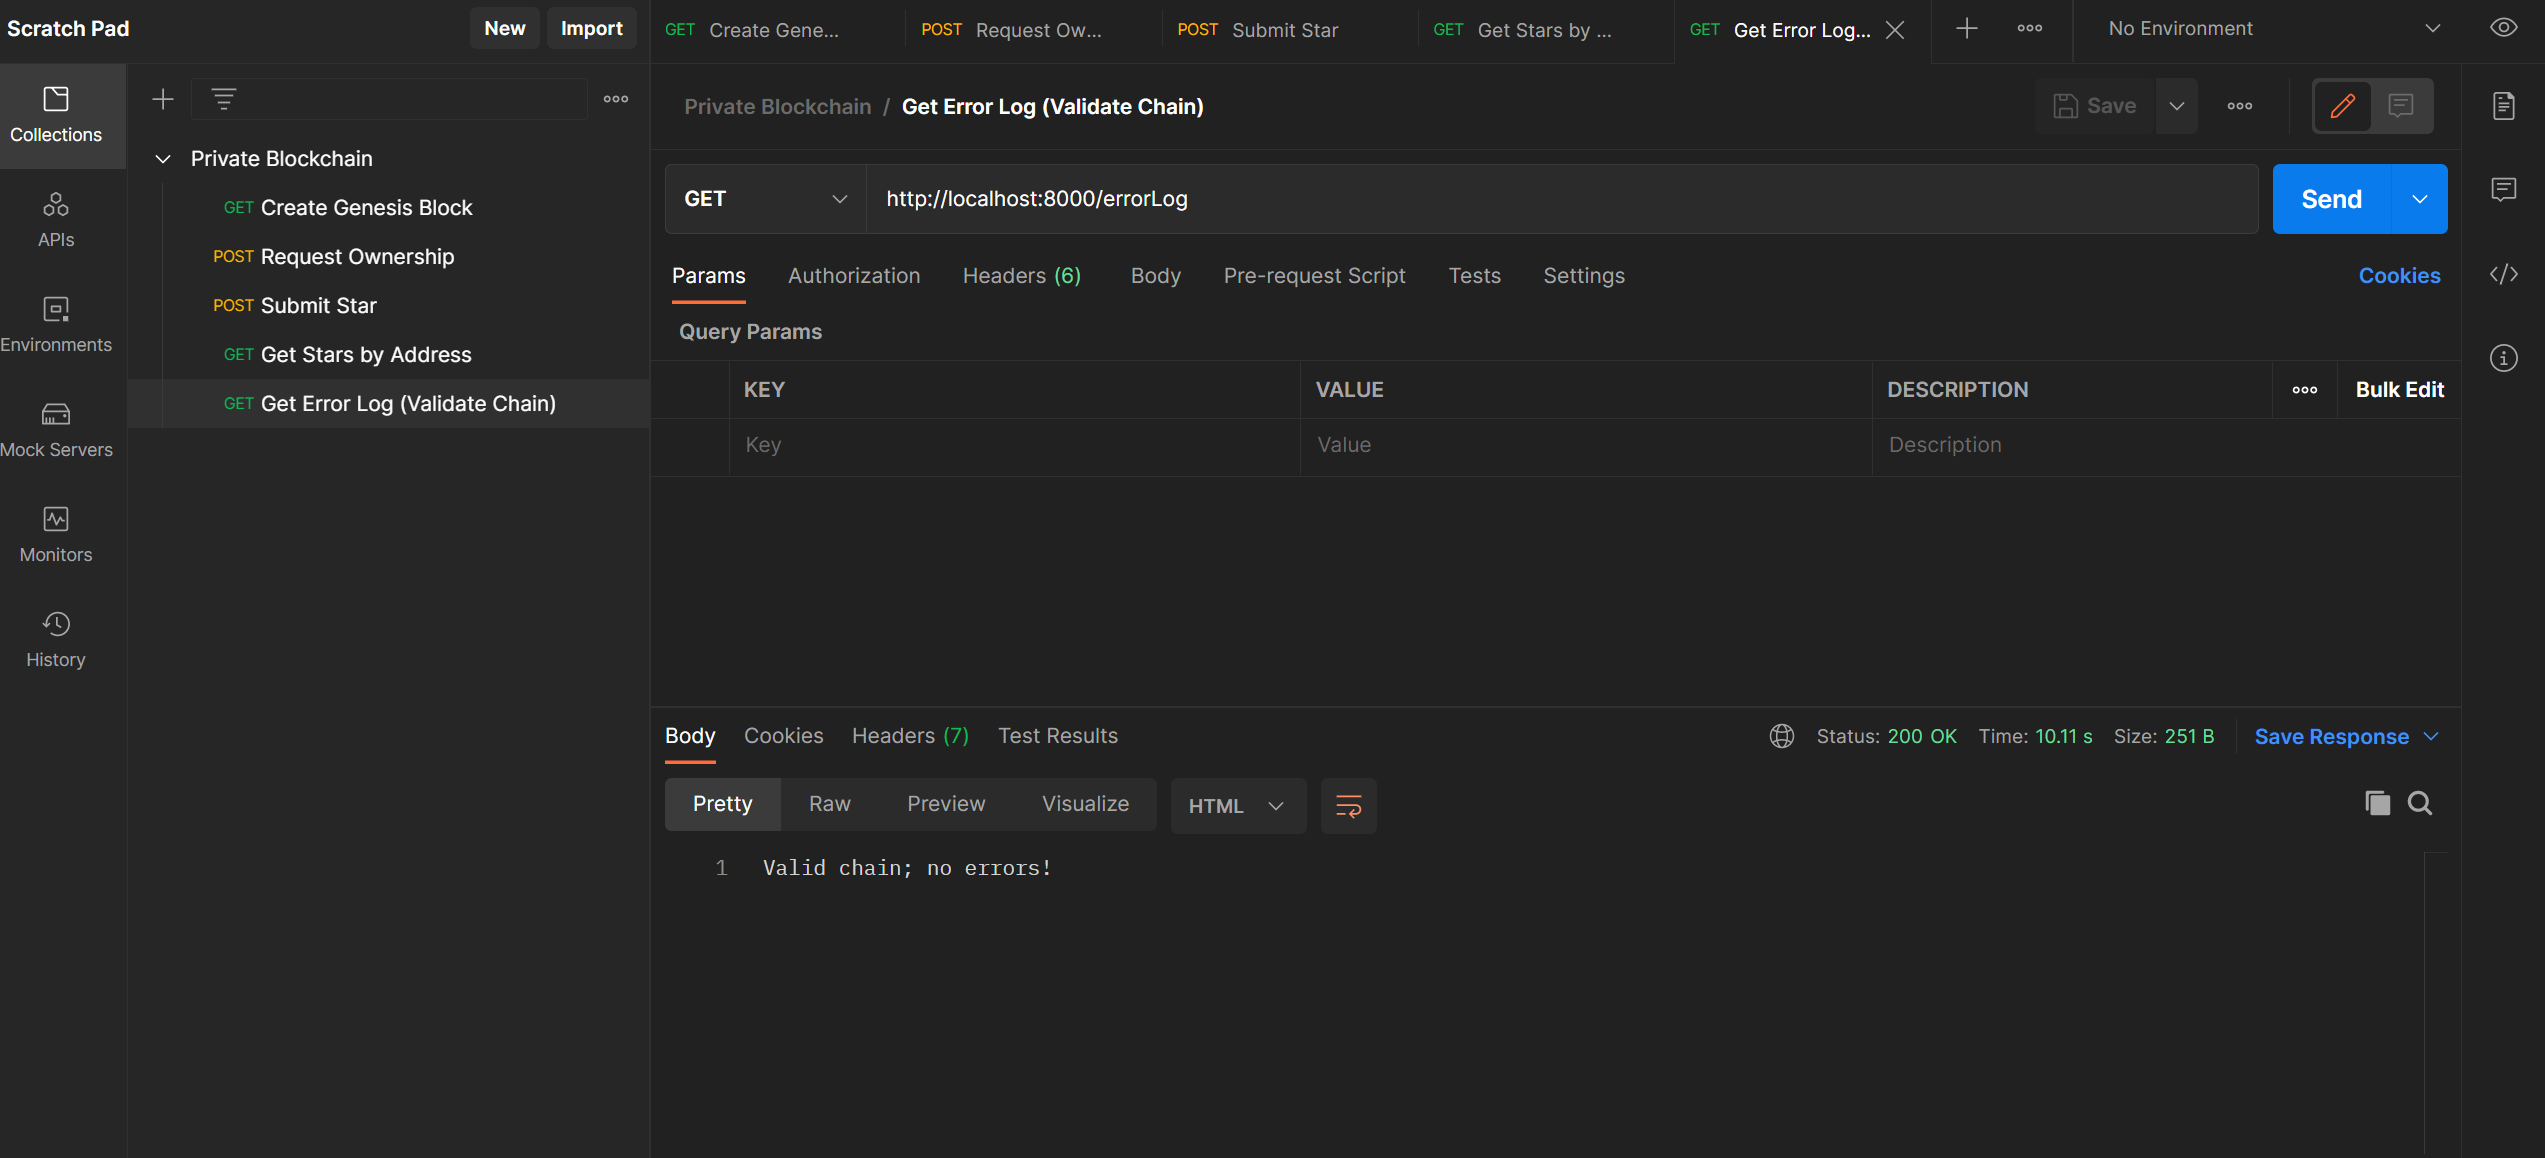 Scratch Pad
New
Import
GET Create Gene...
POST Request Ow...
POST Submit Star
GET Get Stars by ...
GET Get Error Log...
No Environment
Collections
APIs
Environments
Mock Servers
Monitors
History
Private Blockchain
GET Create Genesis Block
POST Request Ownership
POST Submit Star
GET Get Stars by Address
GET Get Error Log (Validate Chain)
Private Blockchain / Get Error Log (Validate Chain)
Save
GET
http://localhost:8000/errorLog
Send
Params Authorization Headers (6) Body Pre-request Script Tests Settings
Cookies
Query Params
KEY VALUE DESCRIPTION
Bulk Edit
Key Value Description
Body Cookies Headers (7) Test Results
Status: 200 OK Time: 10.11 s Size: 251 B
Save Response
Pretty Raw Preview Visualize HTML
1 Valid chain; no errors!